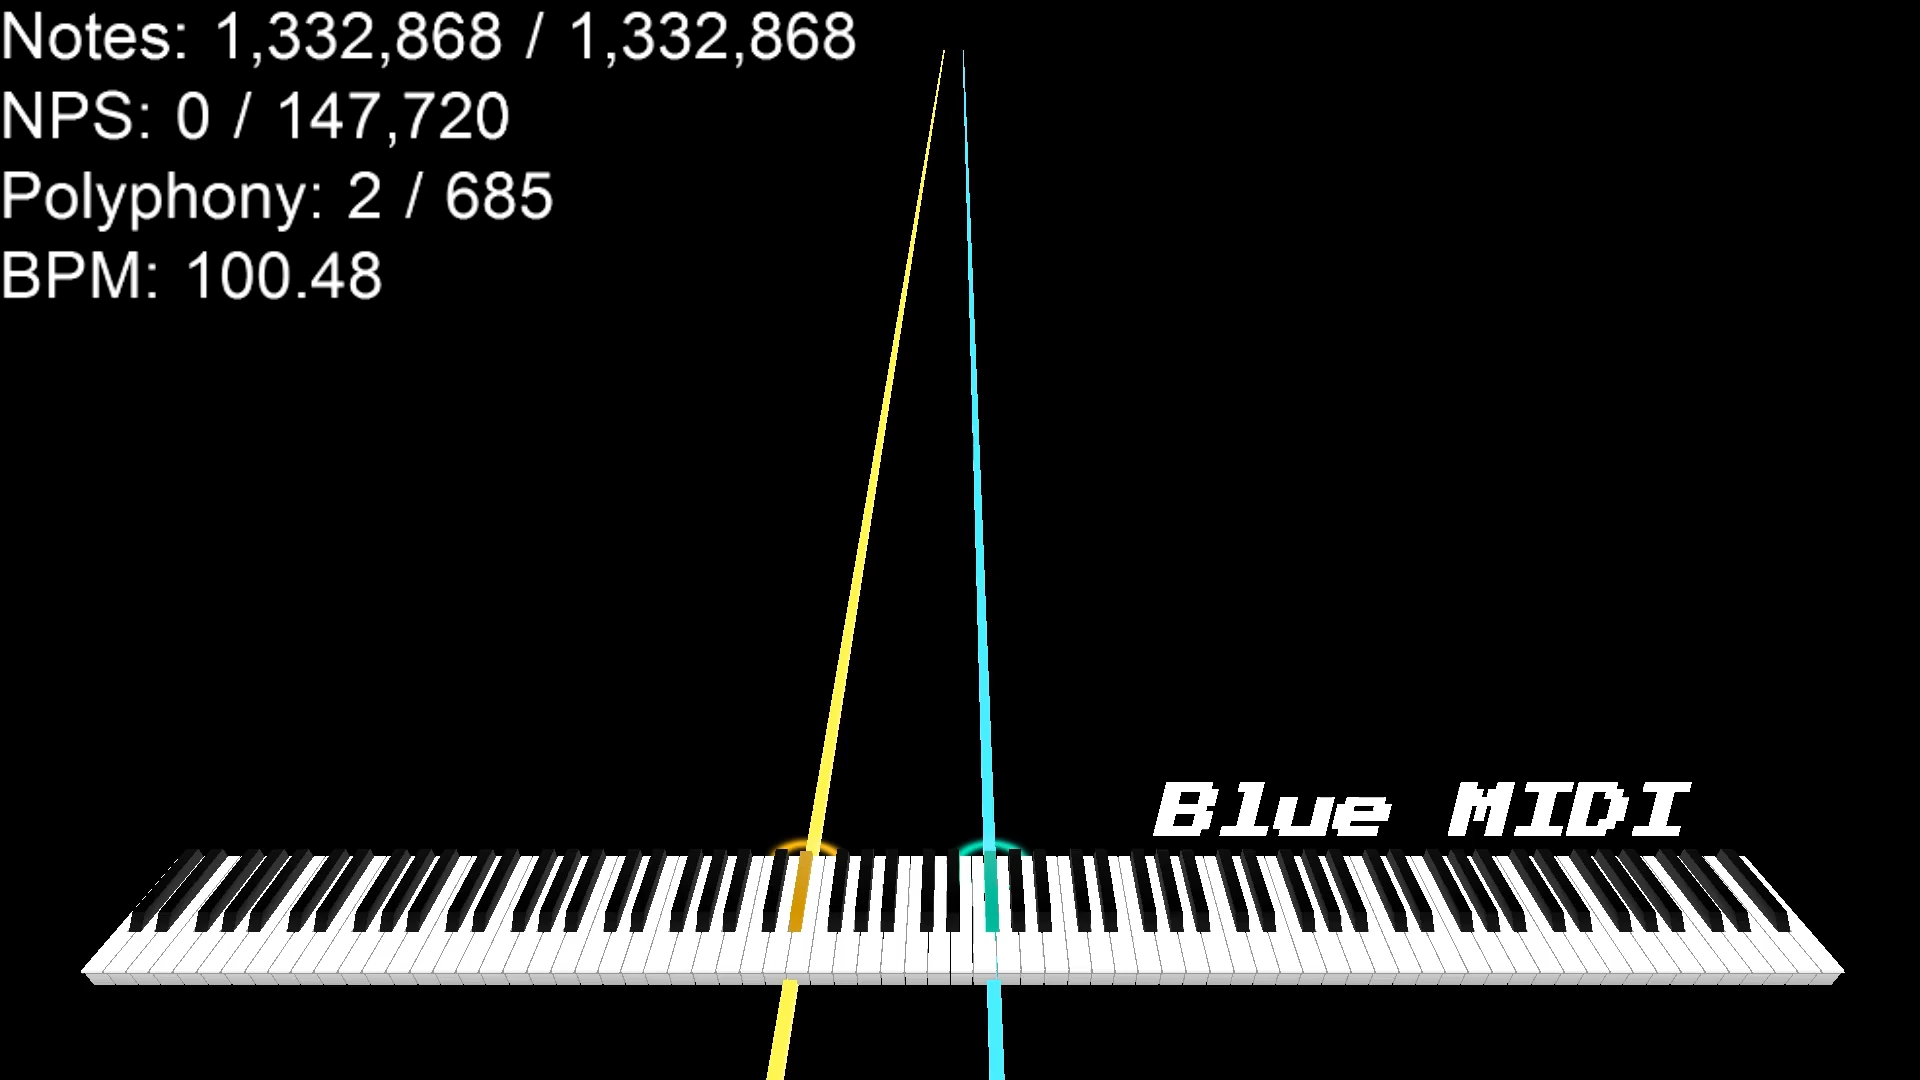 Notes: 1,332,868 / 1,332,868
NPS: 0 / 147,720
Polyphony: 2 / 685
BPM: 100.48
Blue MIDI